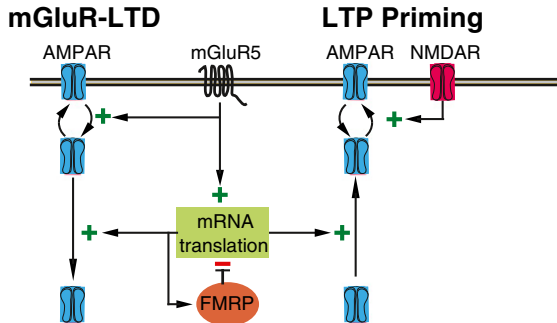 mGluR-LTD LTP Priming
AMPAR mGluR5 AMPAR NMDAR
+ +
+
mRNA
+ translation +
FMRP